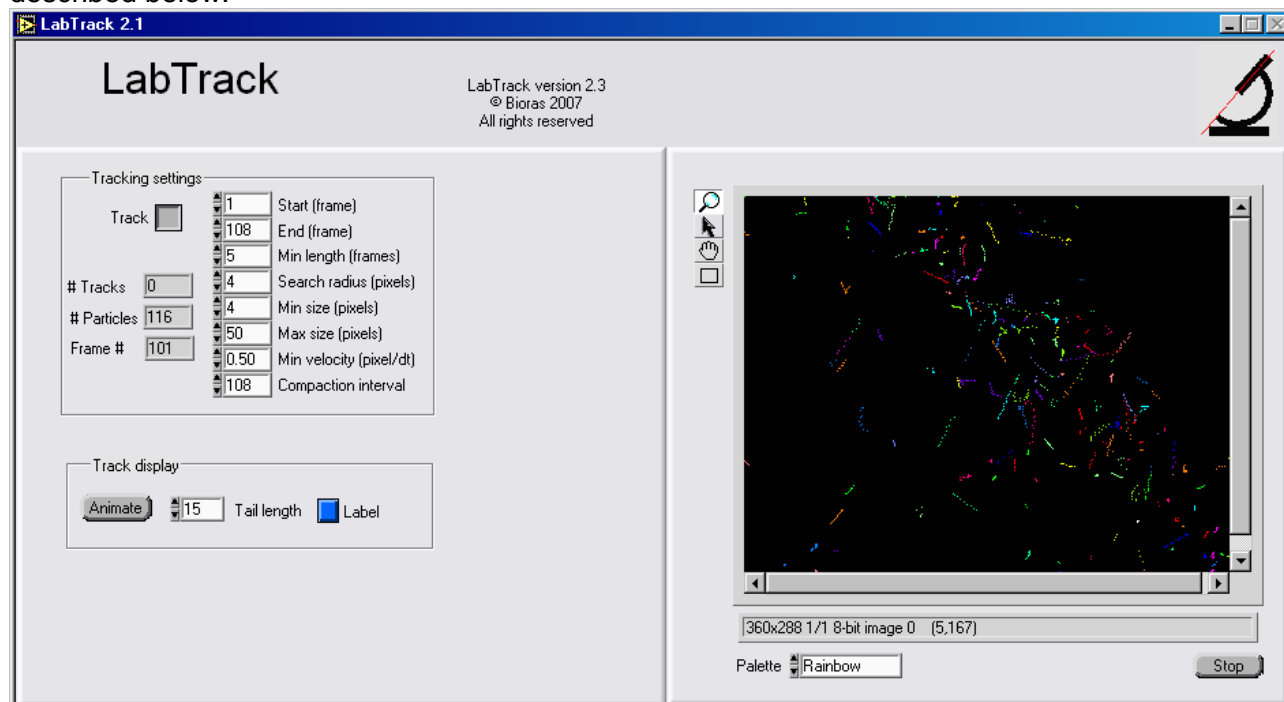 described below.
LabTrack 2.1
LabTrack
LabTrack version 2.3
© Bioras 2007
All rights reserved
Tracking settings
Track
1 Start (frame)
108 End (frame)
5 Min length (frames)
# Tracks 0
4 Search radius (pixels)
# Particles 116
4 Min size (pixels)
50 Max size (pixels)
Frame # 101
0.50 Min velocity (pixel/dt)
108 Compaction interval
Track display
Animate 15 Tail length Label
360x288 1/1 8-bit image 0 (5,167)
Palette Rainbow
Stop